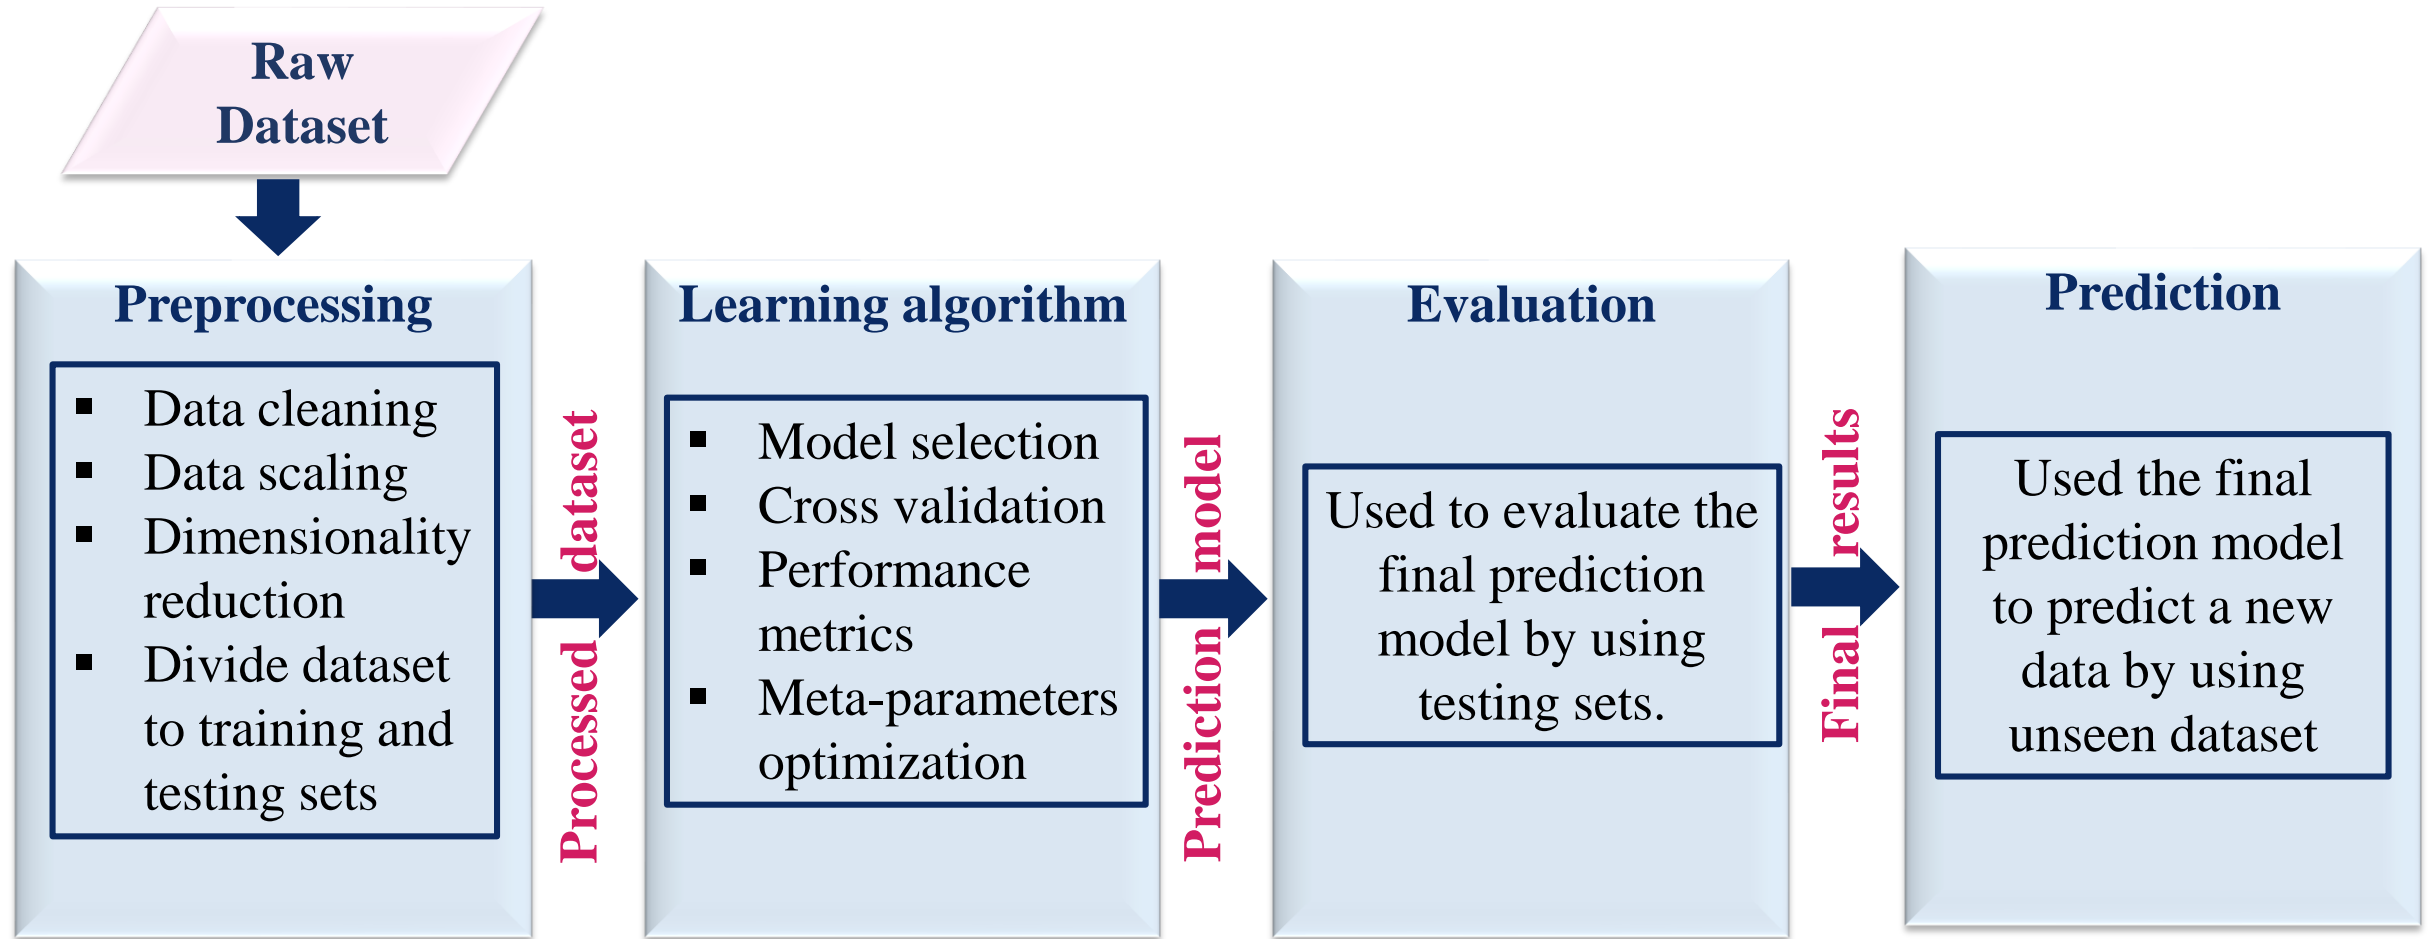 Raw
Dataset
Preprocessing
▪ Data cleaning
▪ Data scaling
▪ Dimensionality
reduction
▪ Divide dataset
to training and
testing sets
Processed dataset
Learning algorithm
▪ Model selection
▪ Cross validation
▪ Performance
metrics
▪ Meta-parameters
optimization
Prediction model
Evaluation
Used to evaluate the
final prediction
model by using
testing sets.
Final results
Prediction
Used the final
prediction model
to predict a new
data by using
unseen dataset